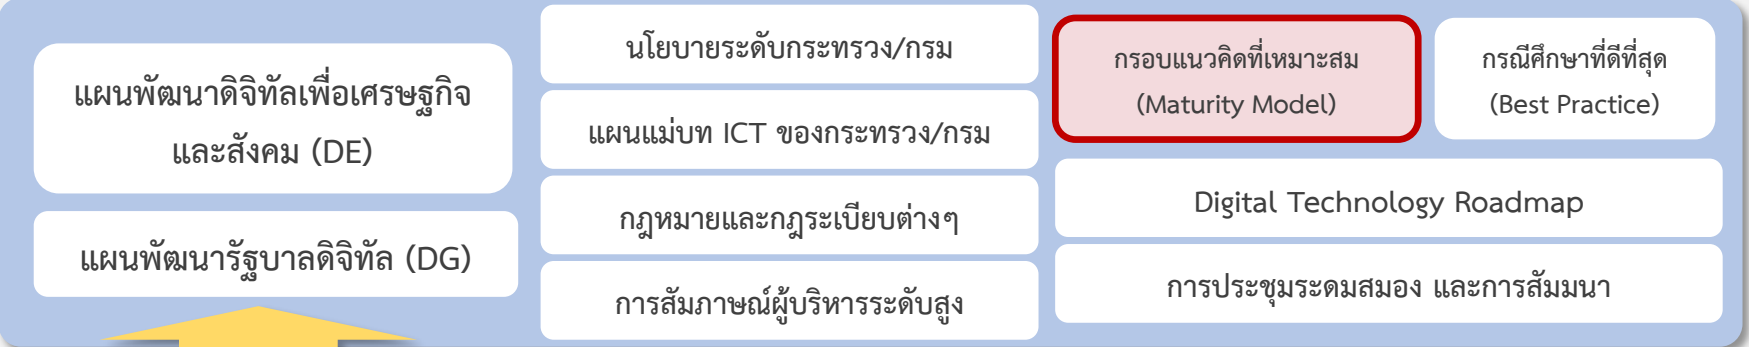 แผนพัฒนาดิจิทัลเพื่อเศรษฐกิจ
และสังคม (DE)
แผนพัฒนารัฐบาลดิจิทัล (DG)
นโยบายระดับกระทรวง/กรม
แผนแม่บท ICT ของกระทรวง/กรม
กฎหมายและกฎระเบียบต่างๆ
การสัมภาษณ์ผู้บริหารระดับสูง
กรอบแนวคิดที่เหมาะสม
(Maturity Model)
กรณีศึกษาที่ดีที่สุด
(Best Practice)
Digital Technology Roadmap
การประชุมระดมสมอง และการสัมมนา